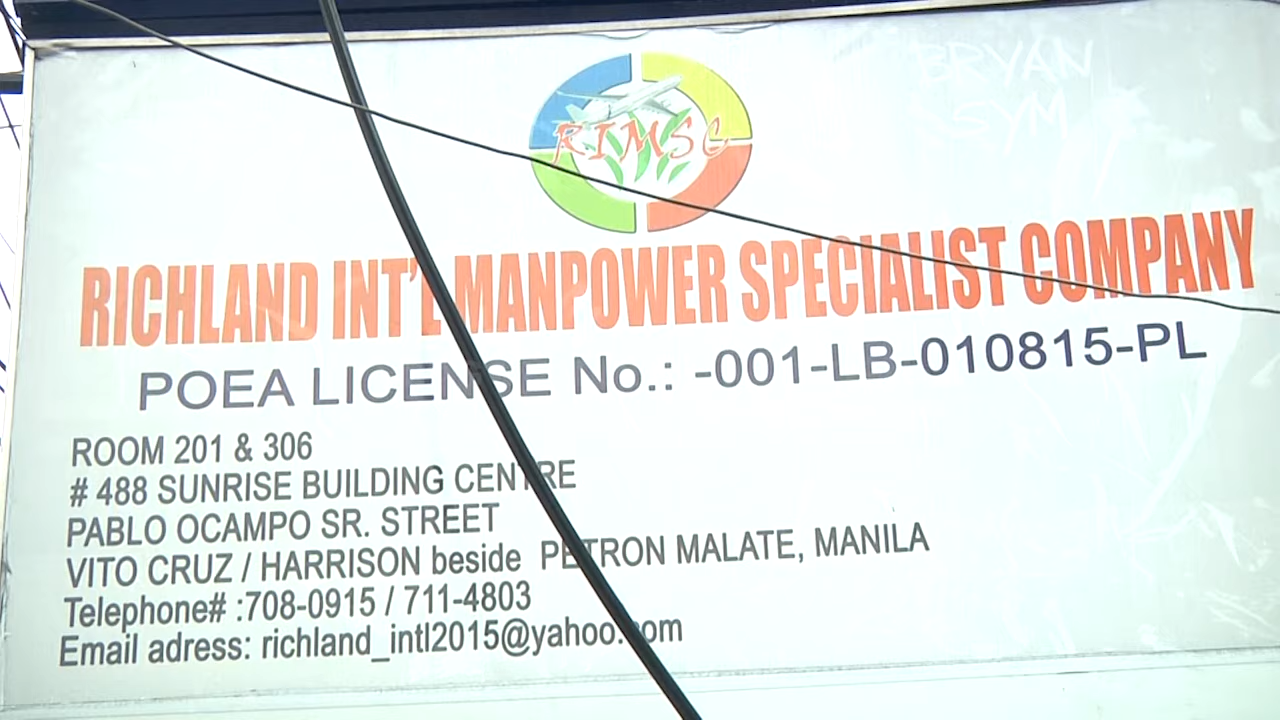 BRYAN
SYM
RIMSC
RICHLAND INT'L MANPOWER SPECIALIST COMPANY
POEA LICENSE No.: -001-LB-010815-PL
ROOM 201 & 306
# 488 SUNRISE BUILDING CENTRE
PABLO OCAMPO SR. STREET
VITO CRUZ / HARRISON beside PETRON MALATE, MANILA
Telephone# :708-0915 / 711-4803
Email adress: richland_intl2015@yahoo.com